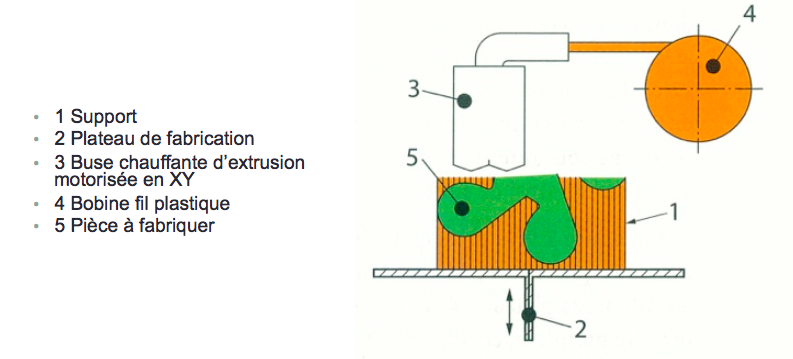 1 Support
2 Plateau de fabrication
3 Buse chauffante d'extrusion
motorisée en XY
4 Bobine fil plastique
5 Pièce à fabriquer
4
3
5
1
2